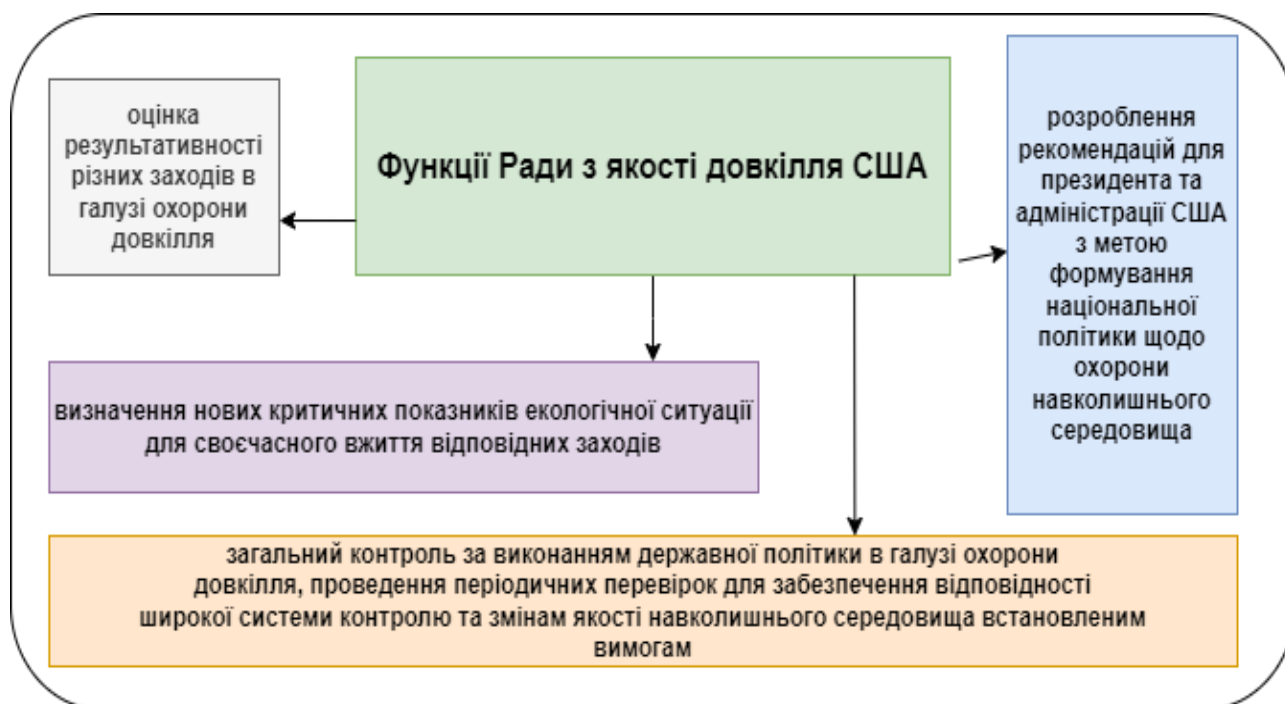 оцінка
результативності
різних заходів в
галузі охорони
довкілля
Функції Ради з якості довкілля США
розроблення
рекомендацій для
президента та
адміністрації США
з метою
формування
національної
політики щодо
охорони
навколишнього
середовища
визначення нових критичних показників екологічної ситуації
для своєчасного вжиття відповідних заходів
загальний контроль за виконанням державної політики в галузі охорони
довкілля, проведення періодичних перевірок для забезпечення відповідності
широкої системи контролю та змінам якості навколишнього середовища встановленим
вимогам